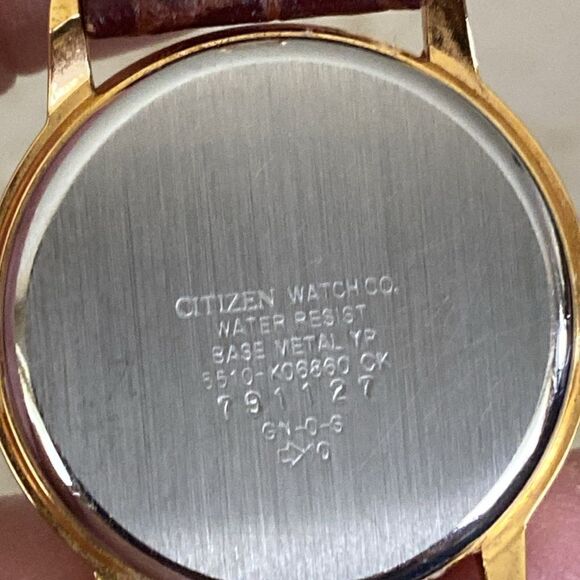 CITIZEN WATCH CO.
WATER RESIST
BASE METAL YP
5510-K06860 CK
791127
GN-0-S